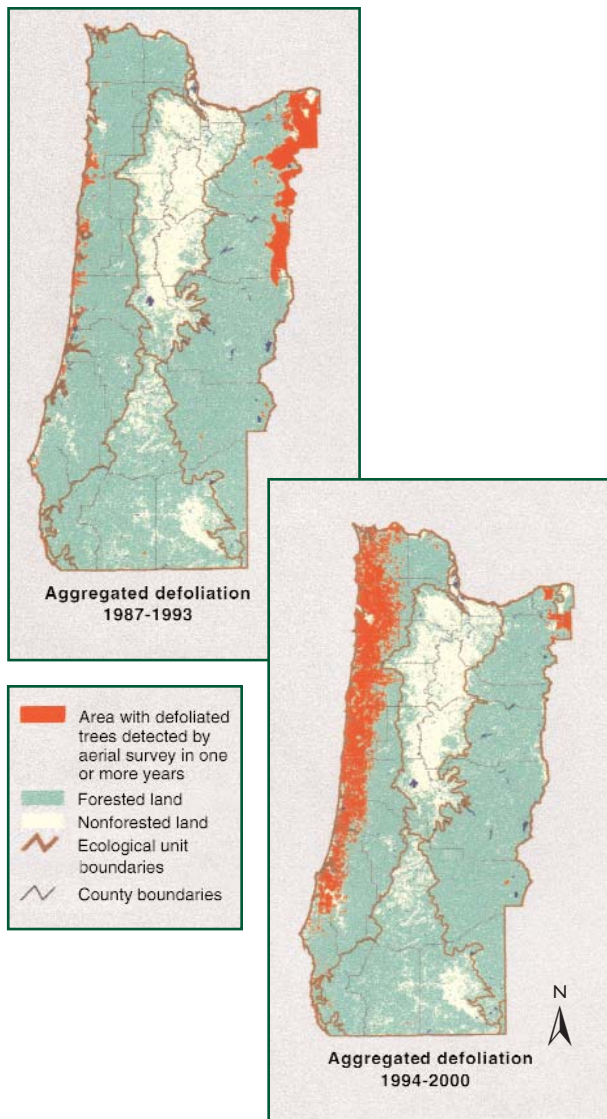 Aggregated defoliation
1987-1993
Area with defoliated
trees detected by
aerial survey in one
or more years
Forested land
Nonforested land
Ecological unit
boundaries
County boundaries
N
Aggregated defoliation
1994-2000